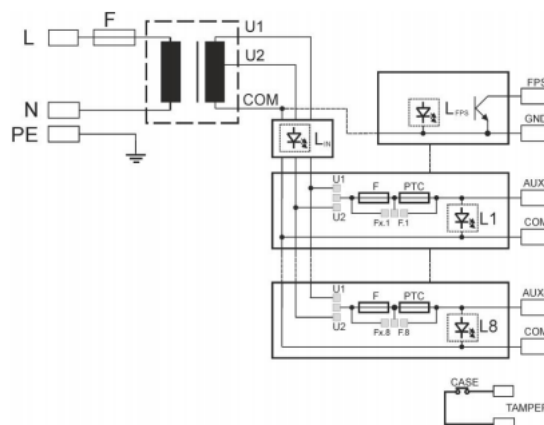 U1
F
L
U2
FPS
COM
L FPS
N
GND
PE
L IN
U1
F PTC
AUX
U2
Fx.1 F.1
L1
COM
U1
F PTC
AUX
U2
Fx.8 F.8
L8
COM
CASE
TAMPER